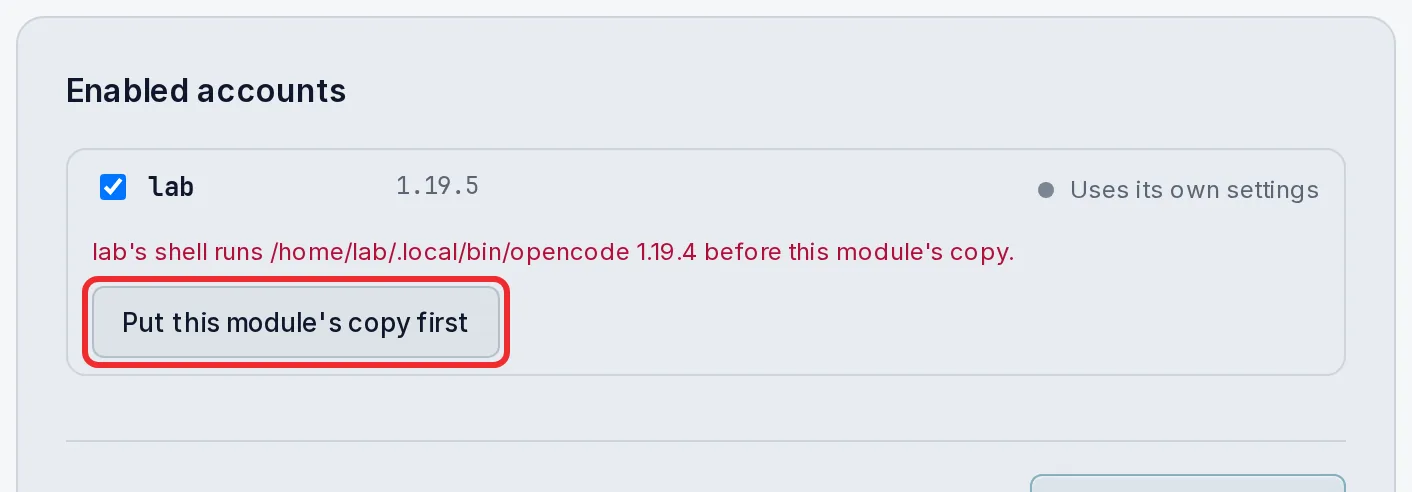 Enabled accounts
lab 1.19.5 Uses its own settings
lab's shell runs /home/lab/.local/bin/opencode 1.19.4 before this module's copy.
Put this module's copy first